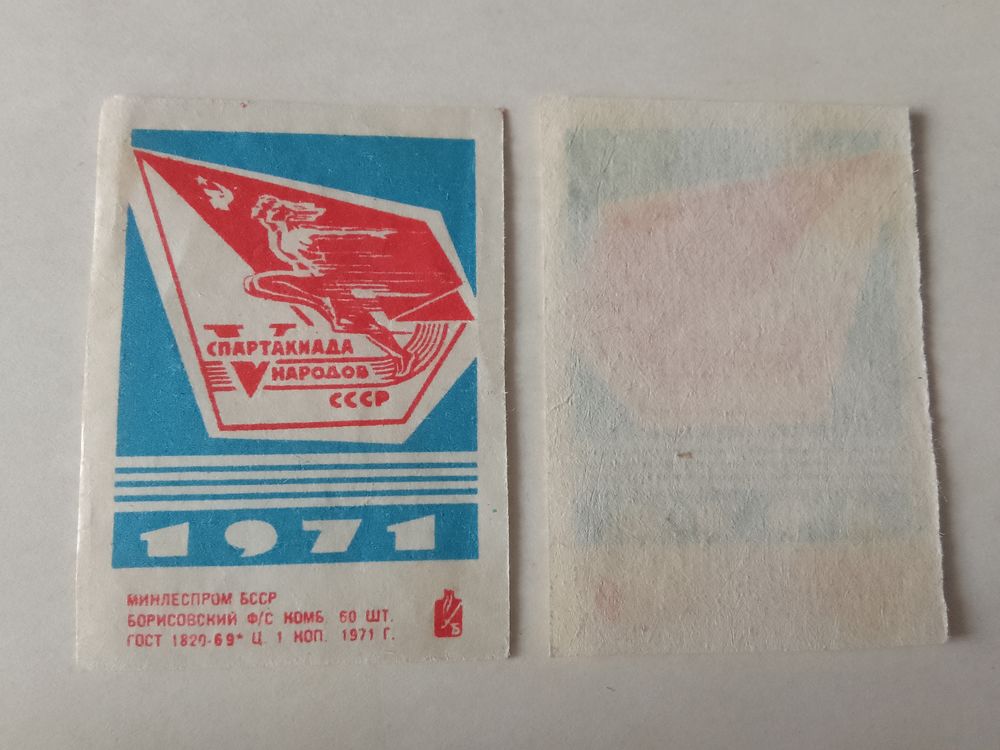 СПАРТАКИАДА
V НАРОДОВ
СССР
1971
МИНЛЕСПРОМ БССР
БОРИСОВСКИЙ Ф/С КОМБ. 60 ШТ.
ГОСТ 1820-69* Ц. 1 КОП. 1971 Г.